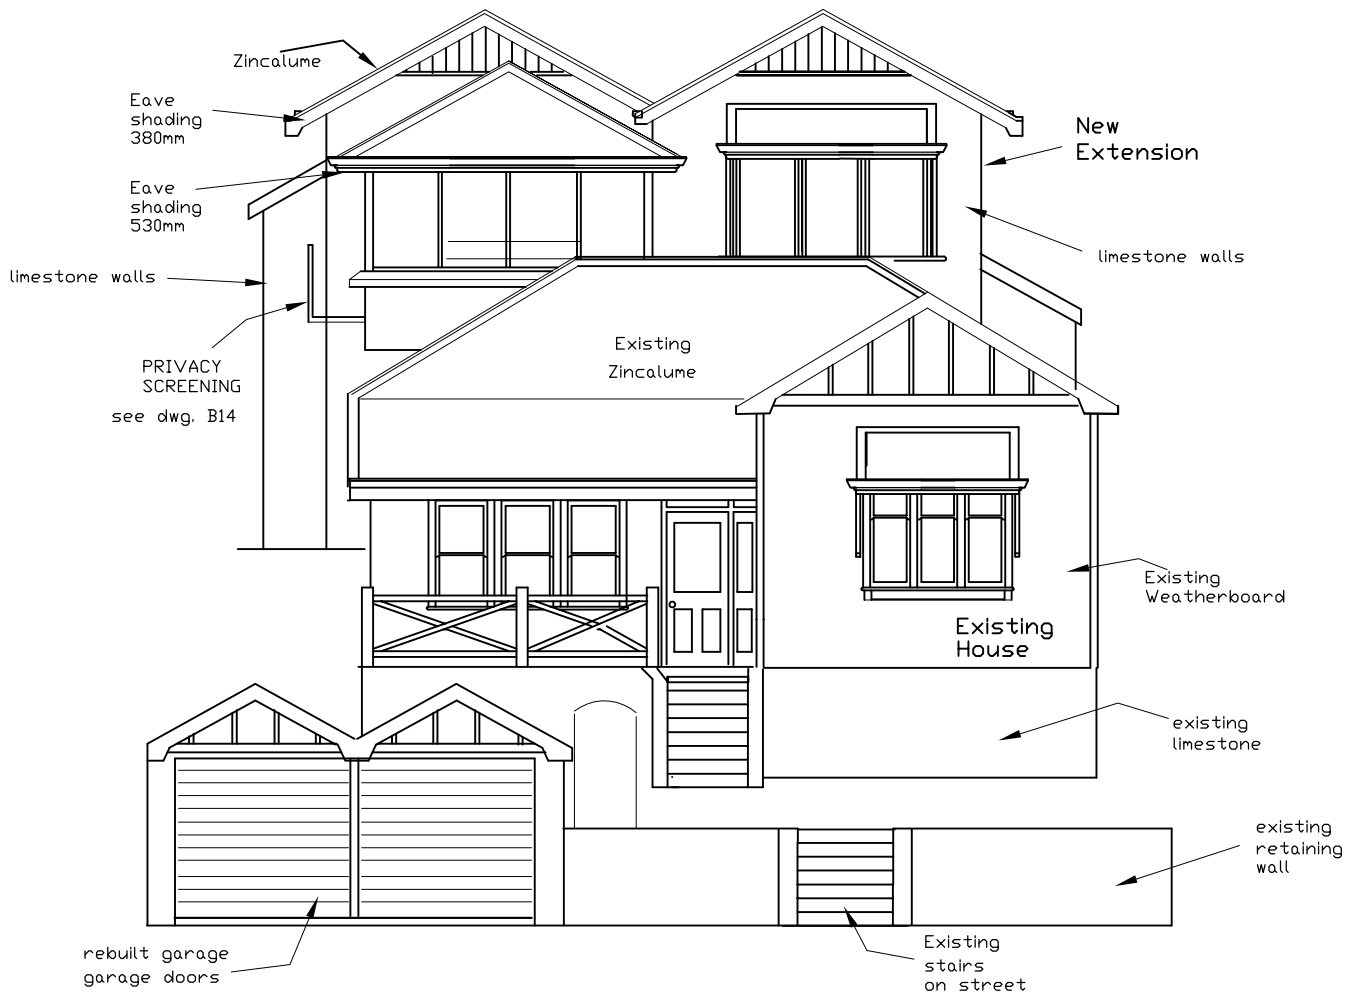 Zincalume
Eave
shading
380mm
New
Extension
Eave
shading
530mm
limestone walls
limestone walls
Existing
Zincalume
PRIVACY
SCREENING
see dwg. B14
Existing
Weatherboard
Existing
House
existing
limestone
existing
retaining
wall
rebuilt garage
garage doors
Existing
stairs
on street